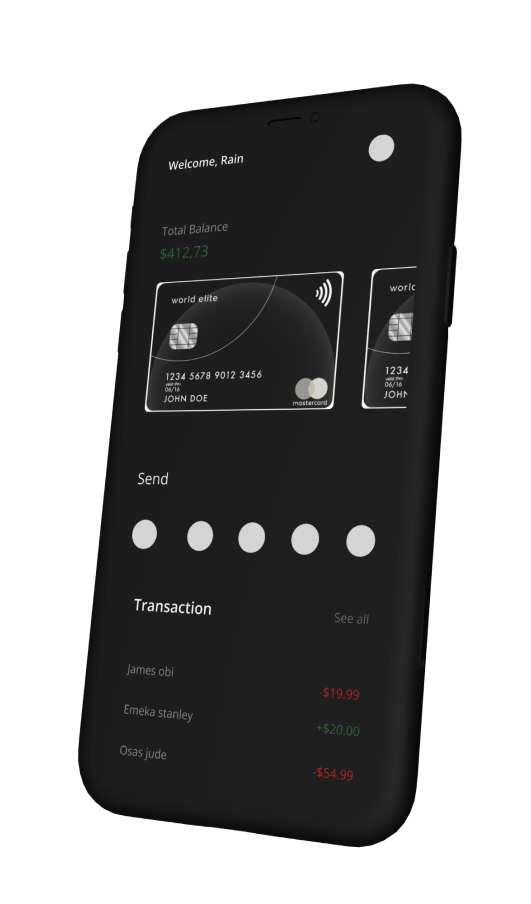 Welcome, Rain
Total Balance
$412,73
world elite
1234 5678 9012 3456
valid thru
06/16
JOHN DOE
mastercard
world
1234
06/16
JOHN
Send
Transaction
See all
James obi
-$19.99
Emeka stanley
+$20.00
Osas jude
-$54.99